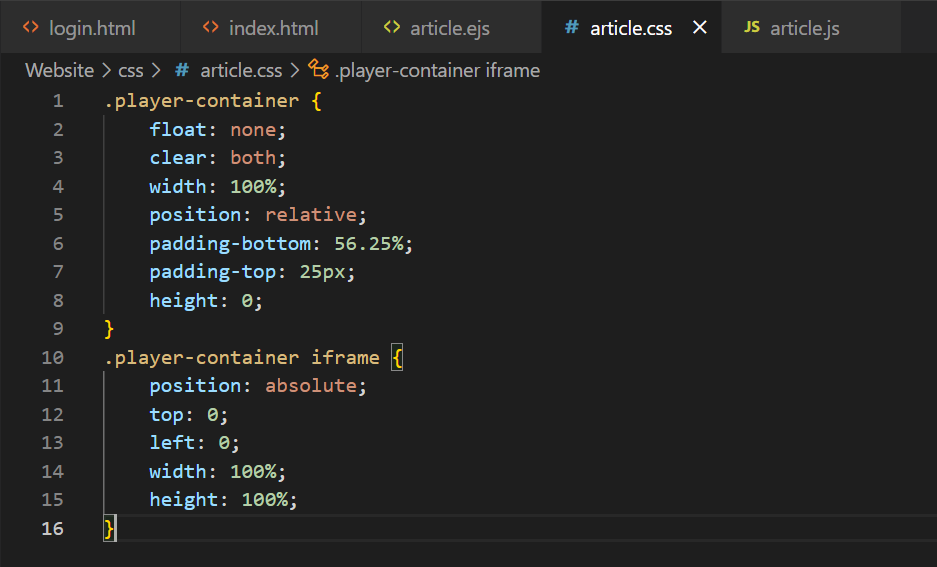 <> login.html <> index.html <> article.ejs # article.css × JS article.js
Website > css > # article.css > .player-container iframe
1 .player-container {
2     float: none;
3     clear: both;
4     width: 100%;
5     position: relative;
6     padding-bottom: 56.25%;
7     padding-top: 25px;
8     height: 0;
9 }
10 .player-container iframe {
11     position: absolute;
12     top: 0;
13     left: 0;
14     width: 100%;
15     height: 100%;
16 }